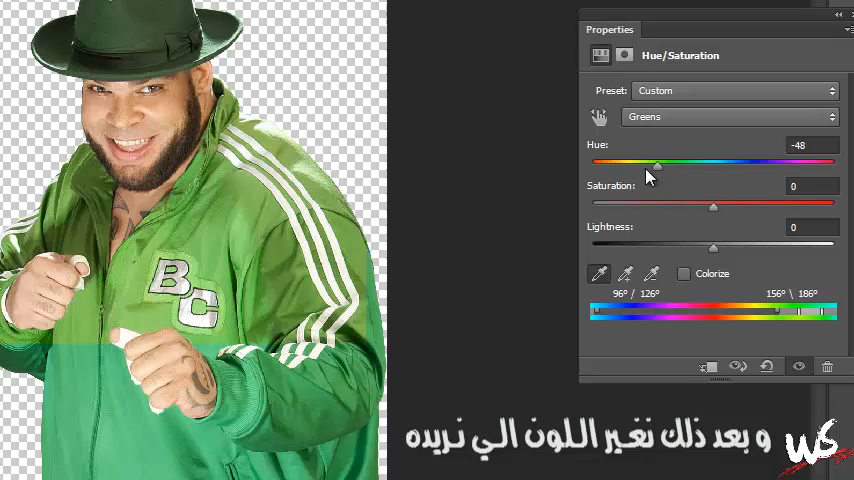 Properties
Hue/Saturation
Preset: Custom
Greens
Hue: -48
Saturation: 0
Lightness: 0
Colorize
96° / 126° 156° \ 186°
BC
و بعد ذلك نغير اللون الي نريده
WS